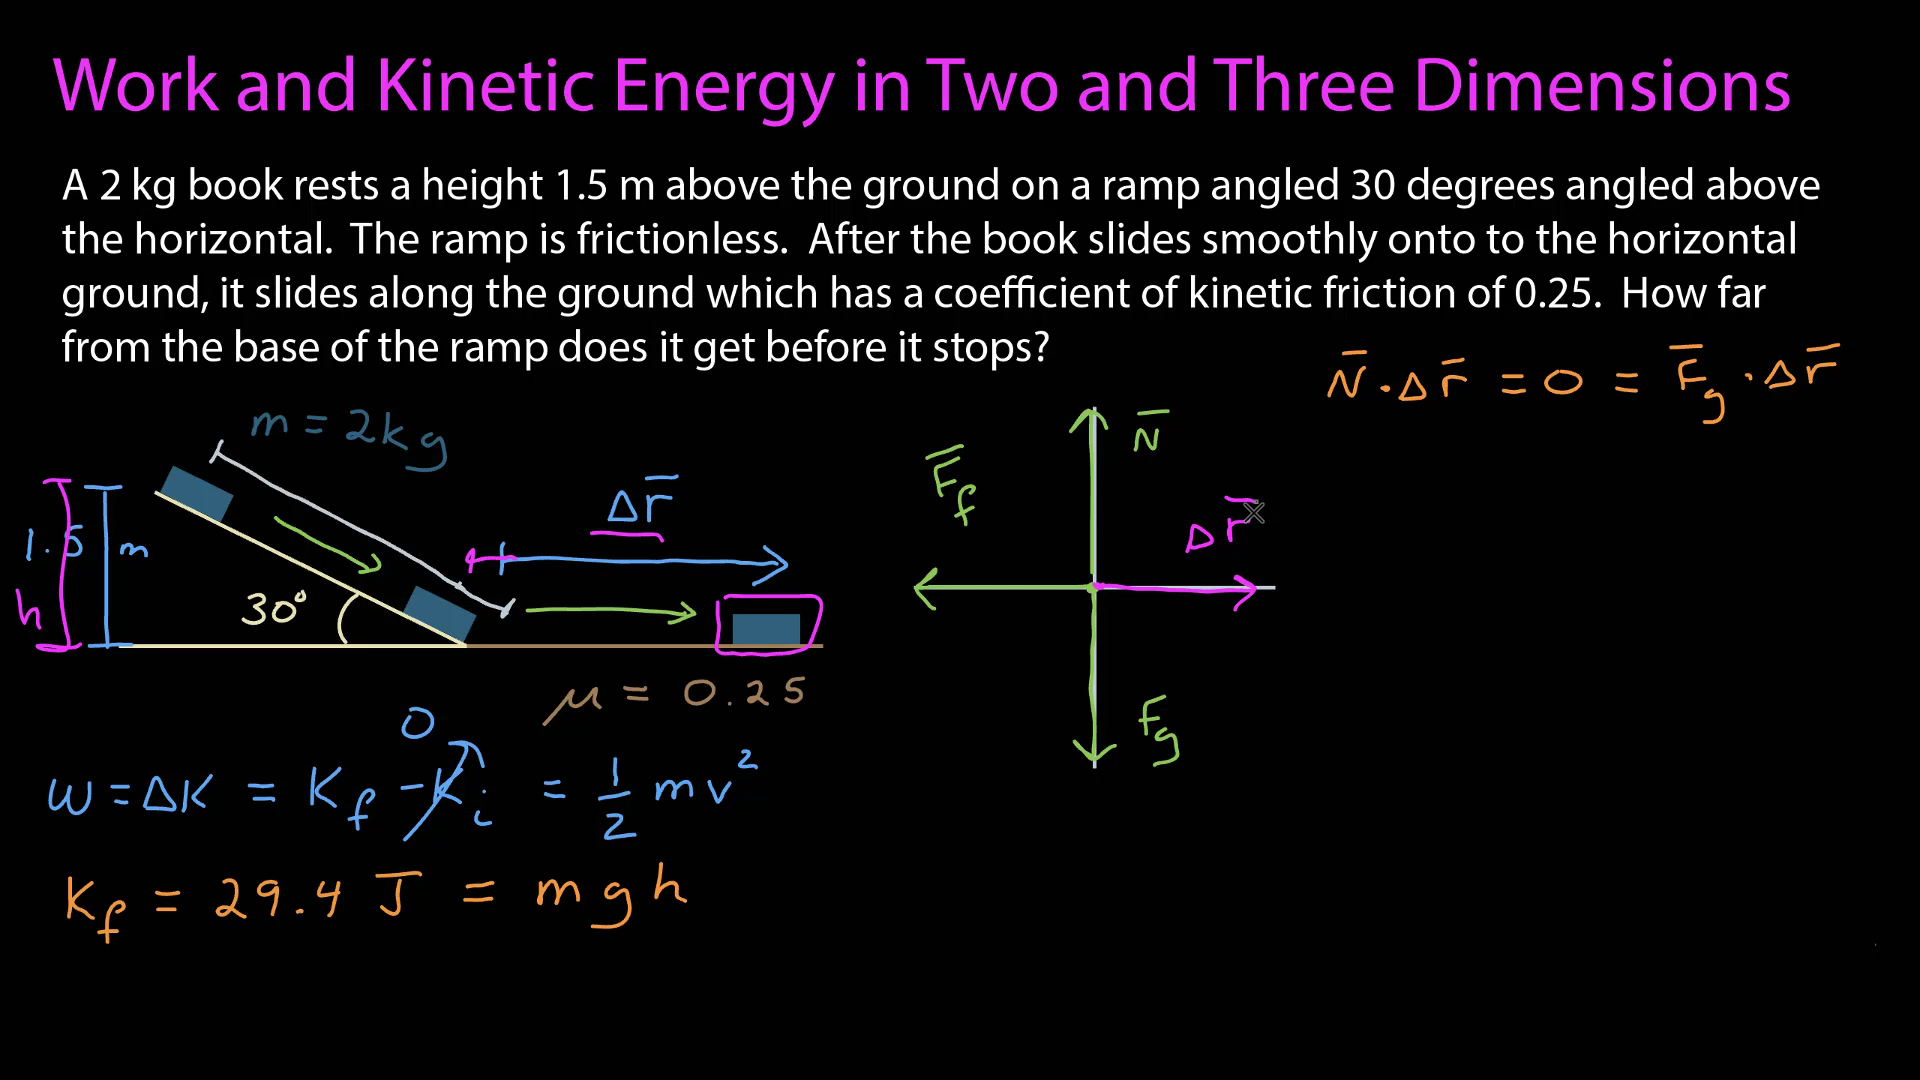 Work and Kinetic Energy in Two and Three Dimensions
A 2 kg book rests a height 1.5 m above the ground on a ramp angled 30 degrees angled above
the horizontal. The ramp is frictionless. After the book slides smoothly onto to the horizontal
ground, it slides along the ground which has a coefficient of kinetic friction of 0.25. How far
from the base of the ramp does it get before it stops?
N̅ · Δr̅ = 0 = F̅g · Δr̅
m = 2kg
N̅
F̅f
Δr̅
Δr̅
1.5 m
h
30°
μ = 0.25
Fg
0
W = ΔK = Kf - Ki = 1/2 mv²
Kf = 29.4 J = mgh